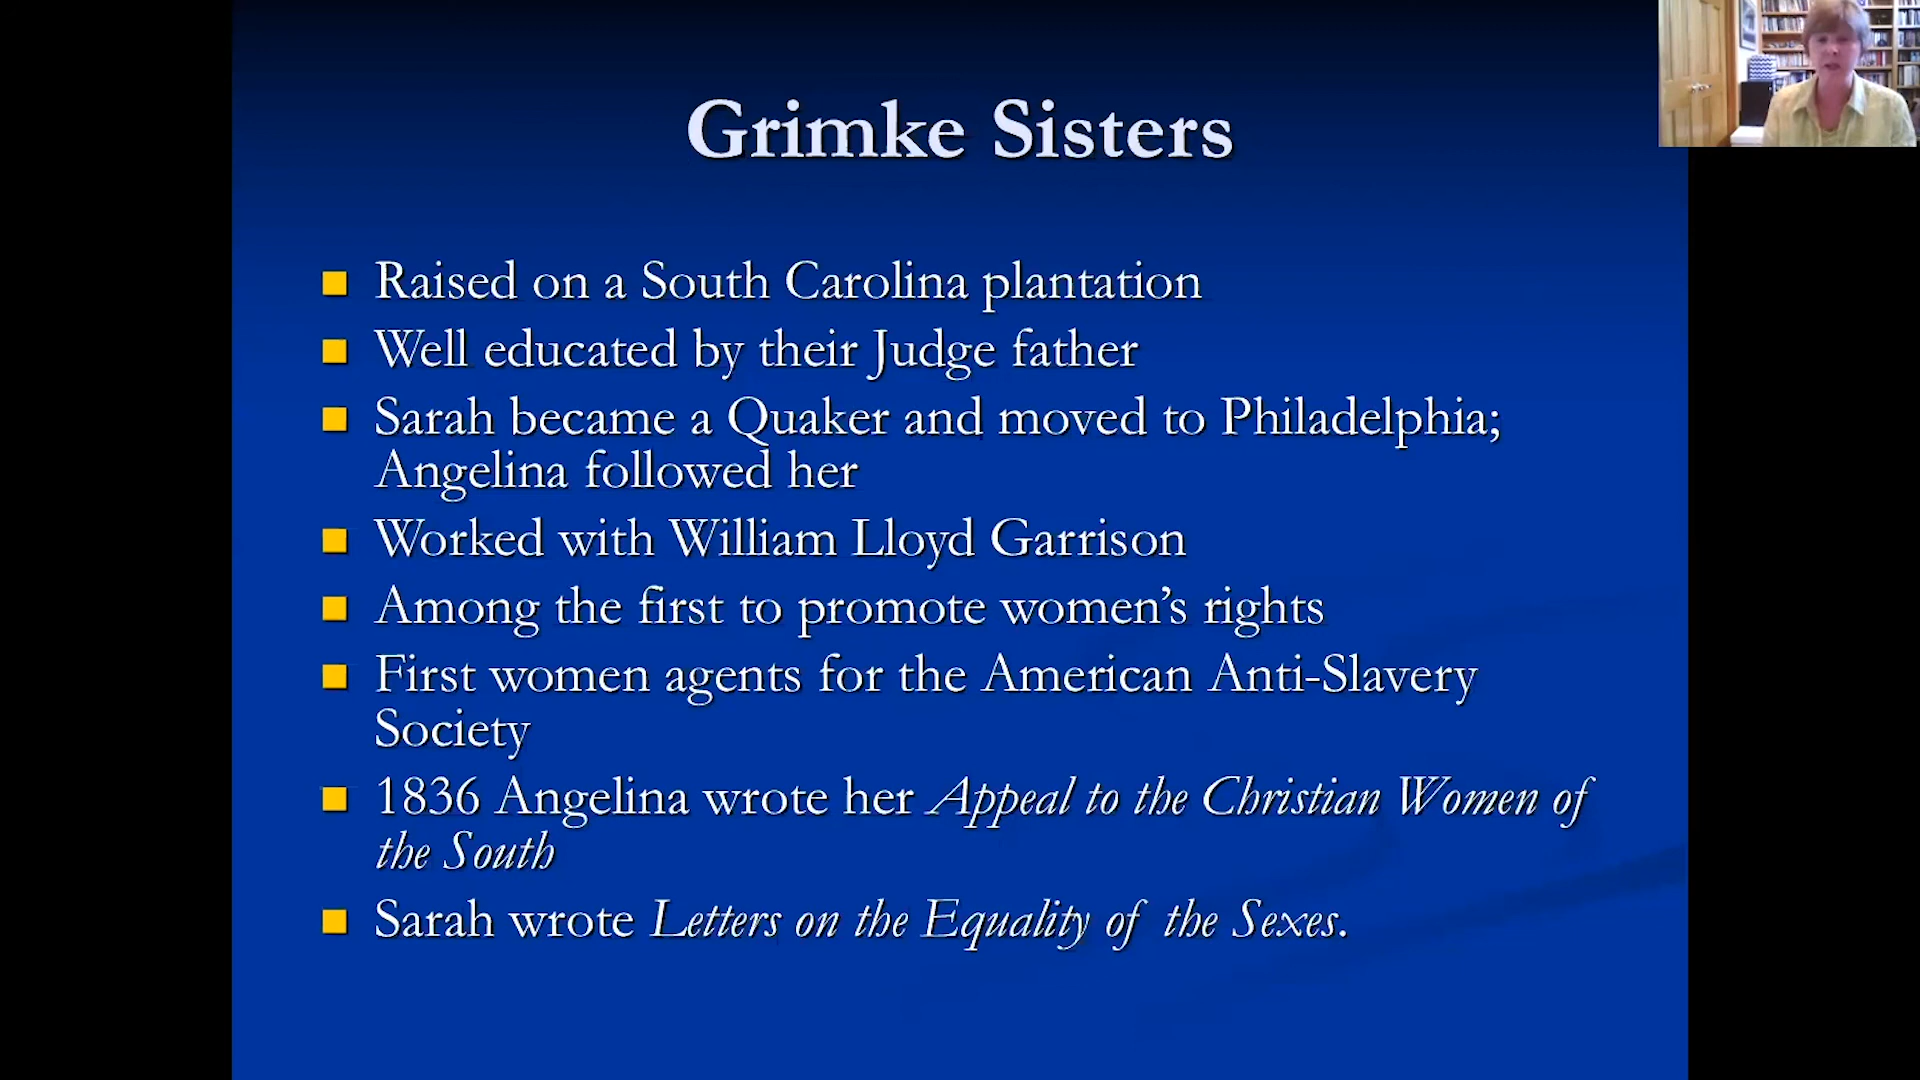 Grimke Sisters
Raised on a South Carolina plantation
Well educated by their Judge father
Sarah became a Quaker and moved to Philadelphia;
Angelina followed her
Worked with William Lloyd Garrison
Among the first to promote women’s rights
First women agents for the American Anti-Slavery
Society
1836 Angelina wrote her Appeal to the Christian Women of
the South
Sarah wrote Letters on the Equality of the Sexes.